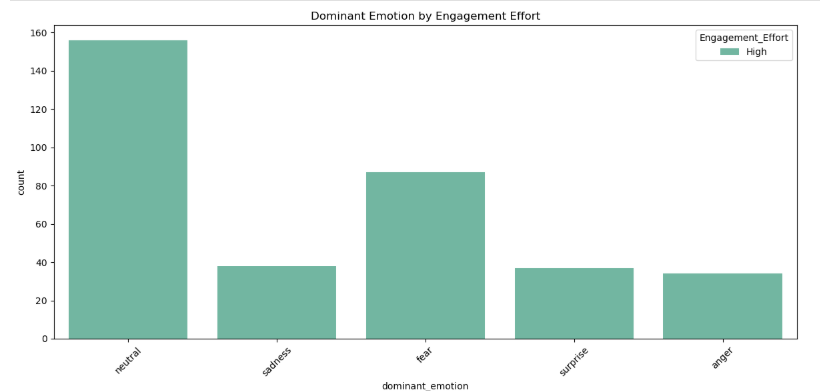 Dominant Emotion by Engagement Effort
Engagement_Effort
High
160
140
120
100
80
60
40
20
0
count
neutral
sadness
fear
surprise
anger
dominant_emotion